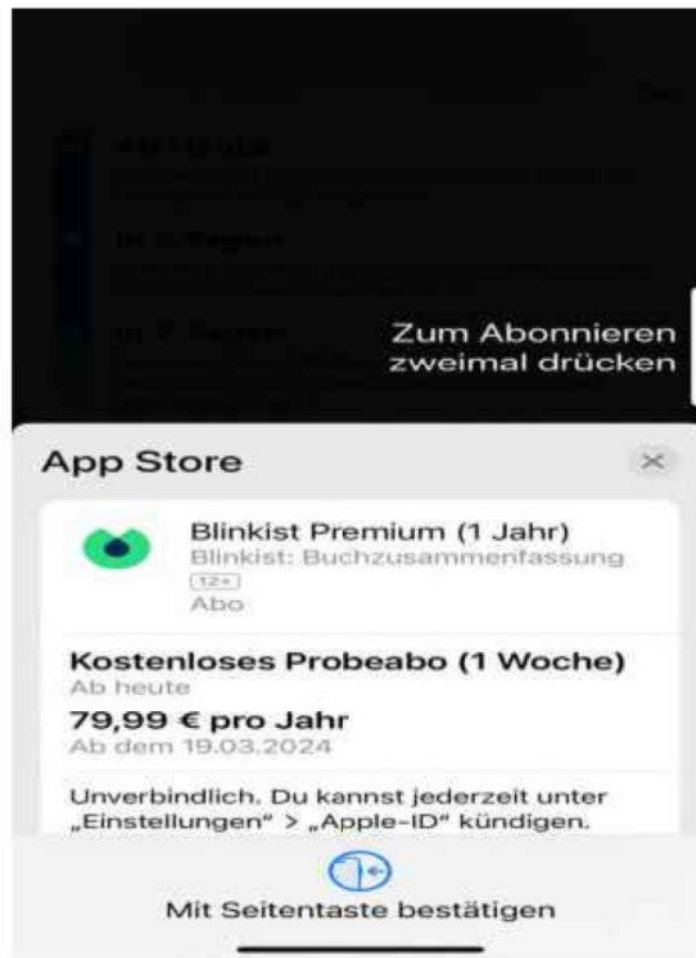 Zum Abonnieren
zweimal drücken
App Store
Blinkist Premium (1 Jahr)
Blinkist: Buchzusammenfassung
12+
Abo
Kostenloses Probeabo (1 Woche)
Ab heute
79,99 € pro Jahr
Ab dem 19.03.2024
Unverbindlich. Du kannst jederzeit unter
„Einstellungen“ > „Apple-ID“ kündigen.
Mit Seitentaste bestätigen